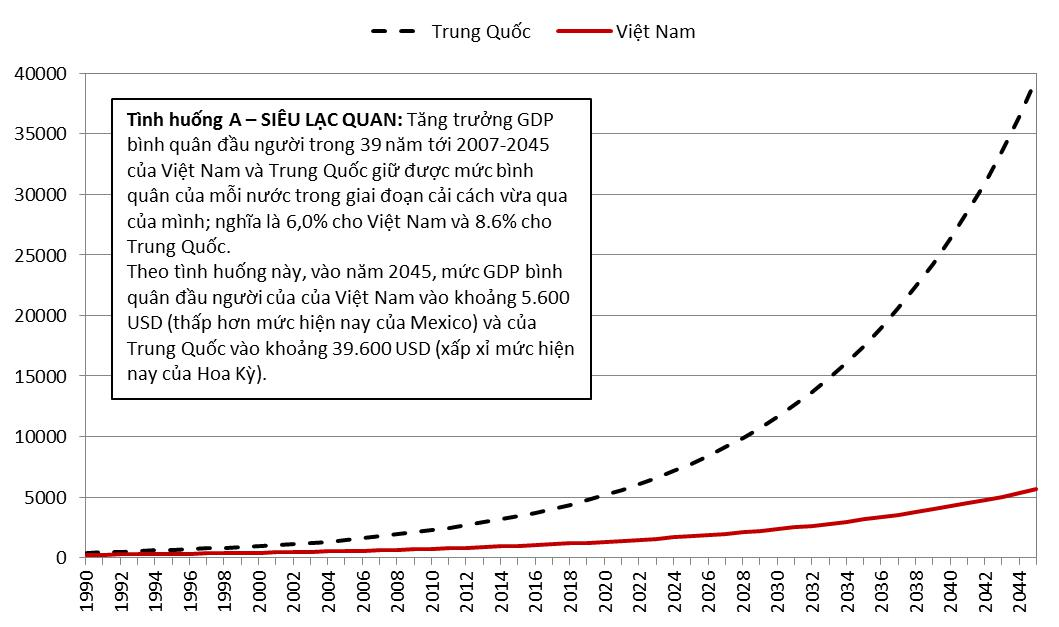 Trung Quốc
Việt Nam
40000
35000
30000
25000
20000
15000
10000
5000
0
Tình huống A – SIÊU LẠC QUAN: Tăng trưởng GDP
bình quân đầu người trong 39 năm tới 2007-2045
của Việt Nam và Trung Quốc giữ được mức bình
quân của mỗi nước trong giai đoạn cải cách vừa qua
của mình; nghĩa là 6,0% cho Việt Nam và 8.6% cho
Trung Quốc.
Theo tình huống này, vào năm 2045, mức GDP bình
quân đầu người của của Việt Nam vào khoảng 5.600
USD (thấp hơn mức hiện nay của Mexico) và của
Trung Quốc vào khoảng 39.600 USD (xấp xỉ mức hiện
nay của Hoa Kỳ).
1990
1992
1994
1996
1998
2000
2002
2004
2006
2008
2010
2012
2014
2016
2018
2020
2022
2024
2026
2028
2030
2032
2034
2036
2038
2040
2042
2044